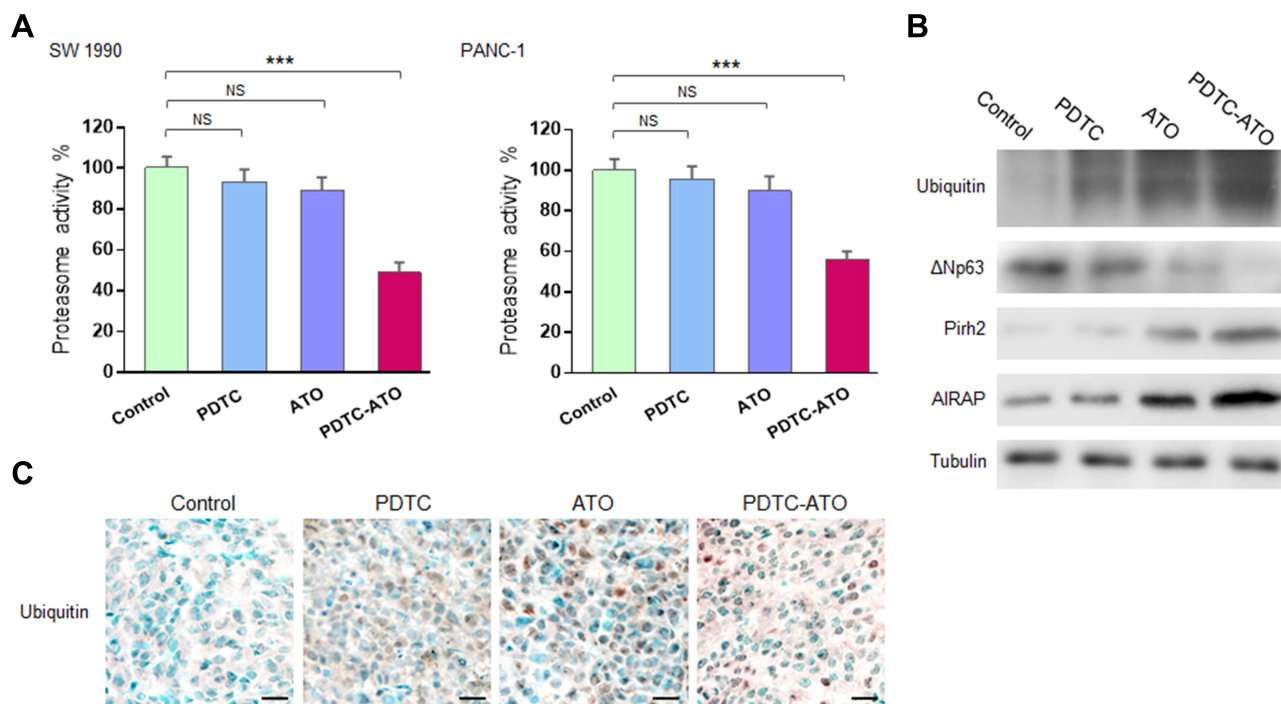 A
SW 1990
***
NS
NS
Proteasome activity %
120
100
80
60
40
20
0
Control
PDTC
ATO
PDTC-ATO
PANC-1
***
NS
NS
Proteasome activity %
120
100
80
60
40
20
0
Control
PDTC
ATO
PDTC-ATO
B
Control
PDTC
ATO
PDTC-ATO
Ubiquitin
ΔNp63
Pirh2
AIRAP
Tubulin
C
Control
PDTC
ATO
PDTC-ATO
Ubiquitin